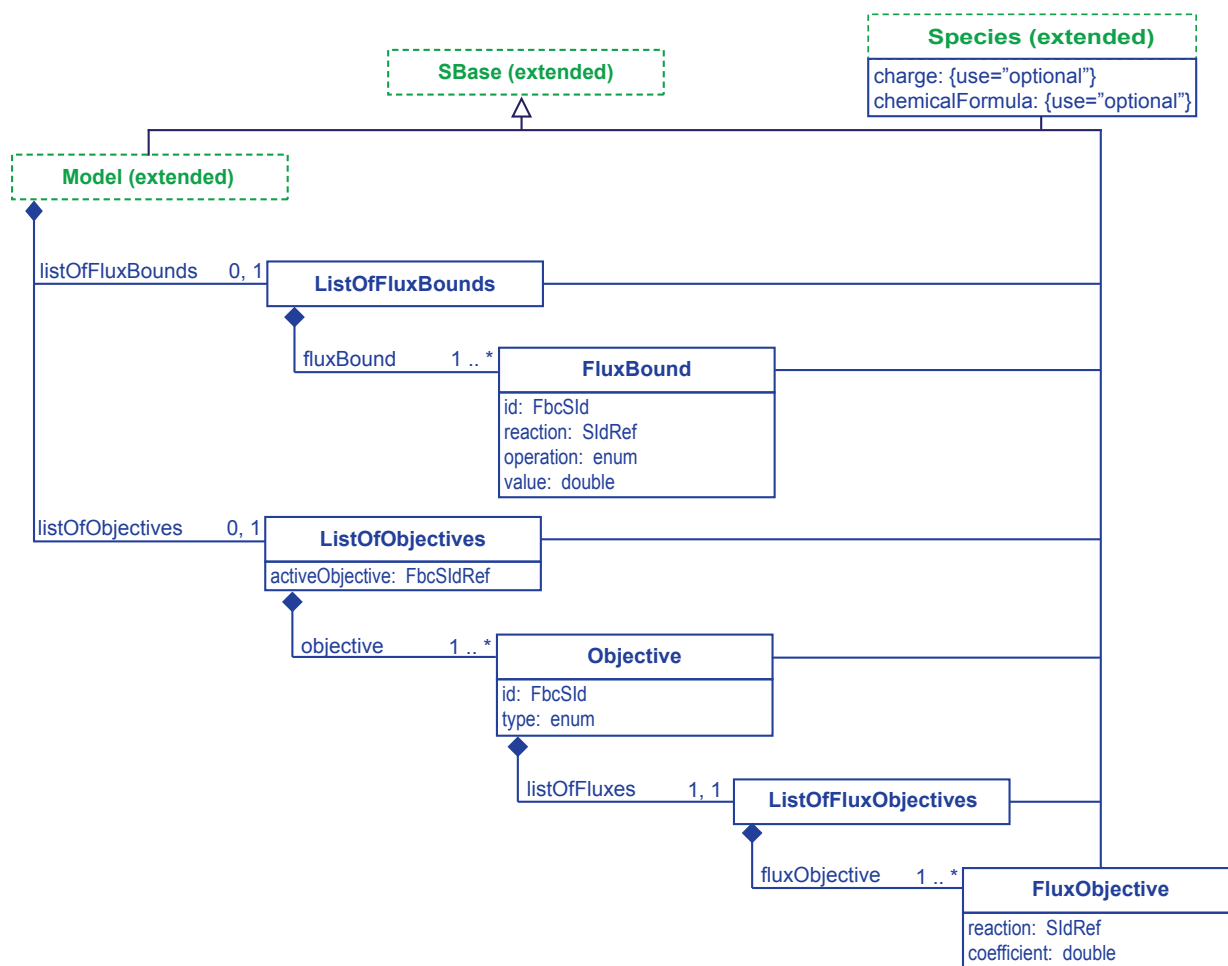 Species (extended)
charge: {use=”optional”}
chemicalFormula: {use=”optional”}
SBase (extended)
Model (extended)
listOfFluxBounds 0, 1
ListOfFluxBounds
fluxBound 1 .. *
FluxBound
id: FbcSId
reaction: SIdRef
operation: enum
value: double
listOfObjectives 0, 1
ListOfObjectives
activeObjective: FbcSIdRef
objective 1 .. *
Objective
id: FbcSId
type: enum
listOfFluxes 1, 1
ListOfFluxObjectives
fluxObjective 1 .. *
FluxObjective
reaction: SIdRef
coefficient: double